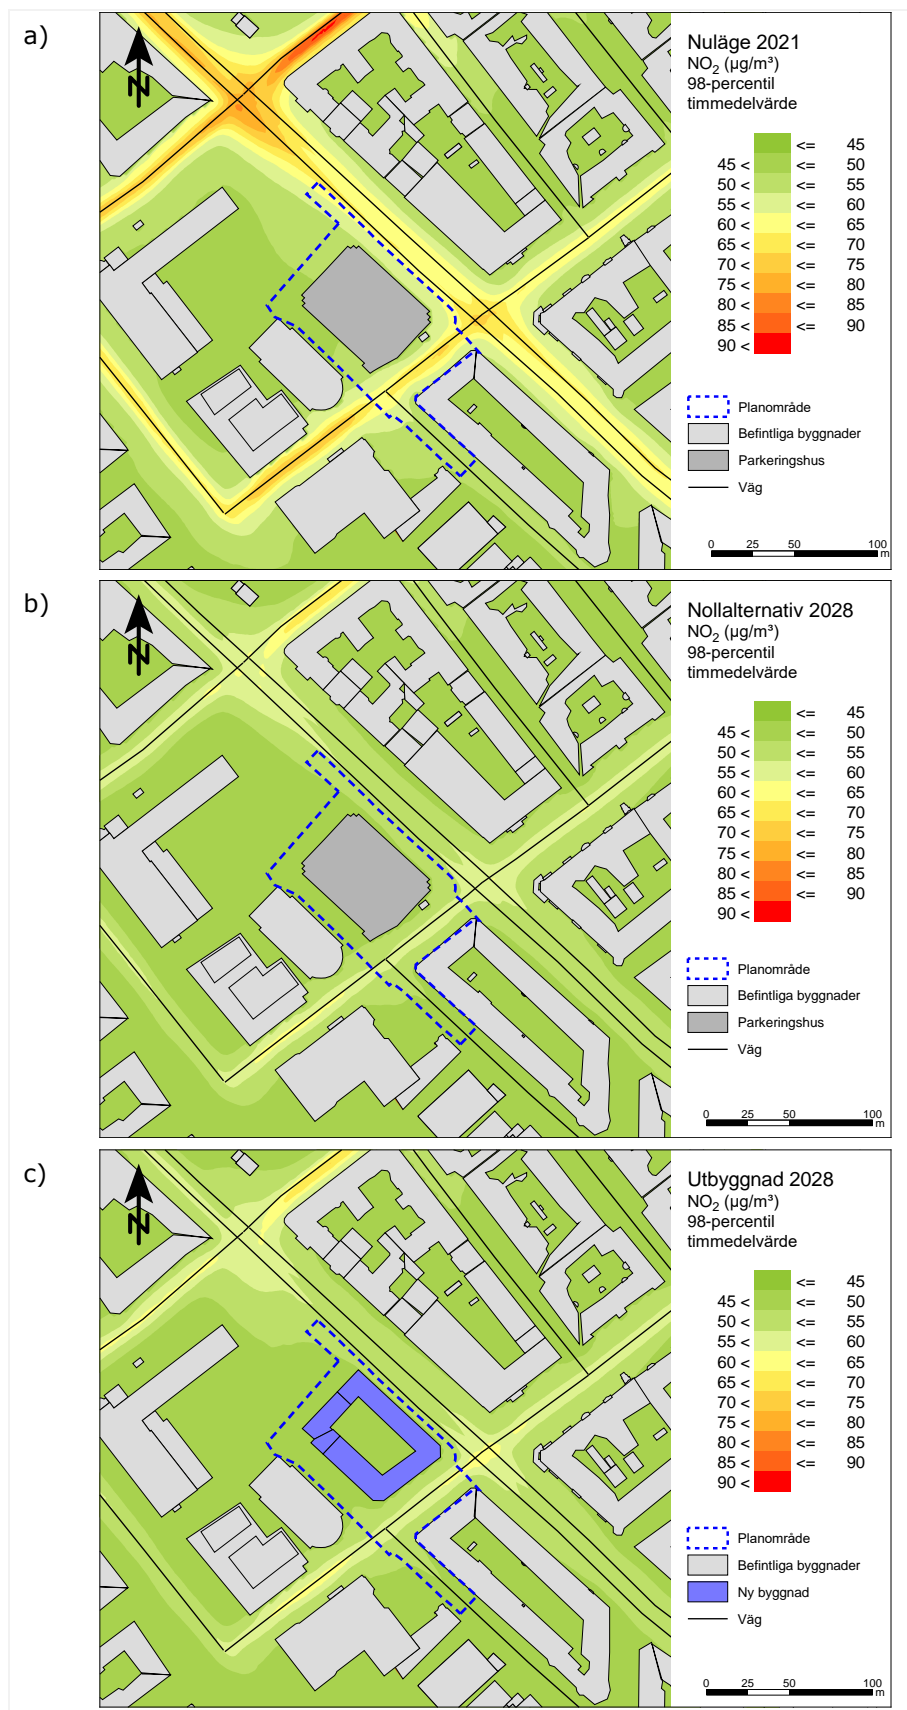 a)
N
Nuläge 2021
NO₂ (µg/m³)
98-percentil
timmedelvärde
<= 45
45 < <= 50
50 < <= 55
55 < <= 60
60 < <= 65
65 < <= 70
70 < <= 75
75 < <= 80
80 < <= 85
85 < <= 90
90 <
Planområde
Befintliga byggnader
Parkeringshus
Väg
0 25 50 100
m
b)
N
Nollalternativ 2028
NO₂ (µg/m³)
98-percentil
timmedelvärde
<= 45
45 < <= 50
50 < <= 55
55 < <= 60
60 < <= 65
65 < <= 70
70 < <= 75
75 < <= 80
80 < <= 85
85 < <= 90
90 <
Planområde
Befintliga byggnader
Parkeringshus
Väg
0 25 50 100
m
c)
N
Utbyggnad 2028
NO₂ (µg/m³)
98-percentil
timmedelvärde
<= 45
45 < <= 50
50 < <= 55
55 < <= 60
60 < <= 65
65 < <= 70
70 < <= 75
75 < <= 80
80 < <= 85
85 < <= 90
90 <
Planområde
Befintliga byggnader
Ny byggnad
Väg
0 25 50 100
m